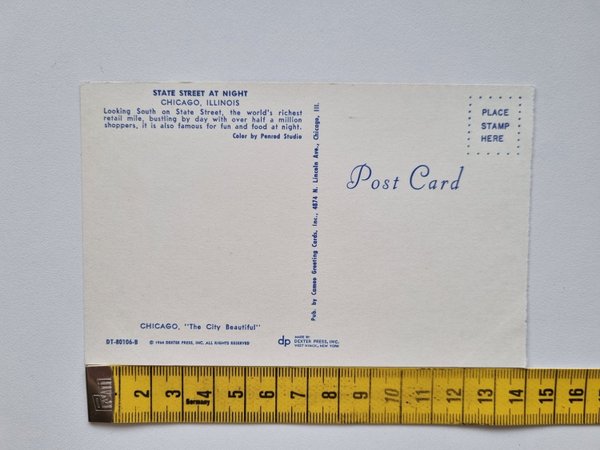 STATE STREET AT NIGHT
CHICAGO, ILLINOIS
Looking South on State Street, the world's richest
retail mile, bustling by day with over half a million
shoppers, it is also famous for fun and food at night.
Color by Penrod Studio
PLACE
STAMP
HERE
Post Card
Pub. by Cameo Greeting Cards, Inc., 4874 N. Lincoln Ave., Chicago, Ill.
CHICAGO, "The City Beautiful"
DT-80106-B
© 1964 DEXTER PRESS, INC. ALL RIGHTS RESERVED
dp
MADE BY
DEXTER PRESS, INC.
WEST NYACK, NEW YORK
2 3 4 5 6 7 8 9 10 11 12 13 14 15 16 17
Germany